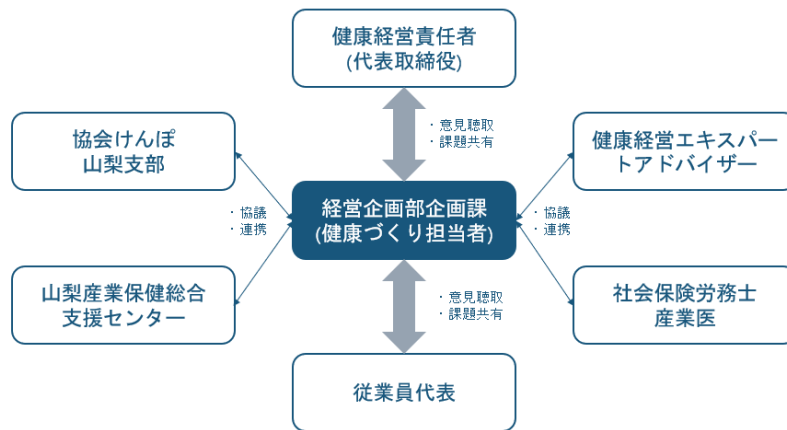 健康経営責任者
(代表取締役)
・意見聴取
・課題共有
協会けんぽ
山梨支部
健康経営エキスパー
トアドバイザー
経営企画部企画課
(健康づくり担当者)
・協議
・連携
・協議
・連携
山梨産業保健総合
支援センター
社会保険労務士
産業医
・意見聴取
・課題共有
従業員代表